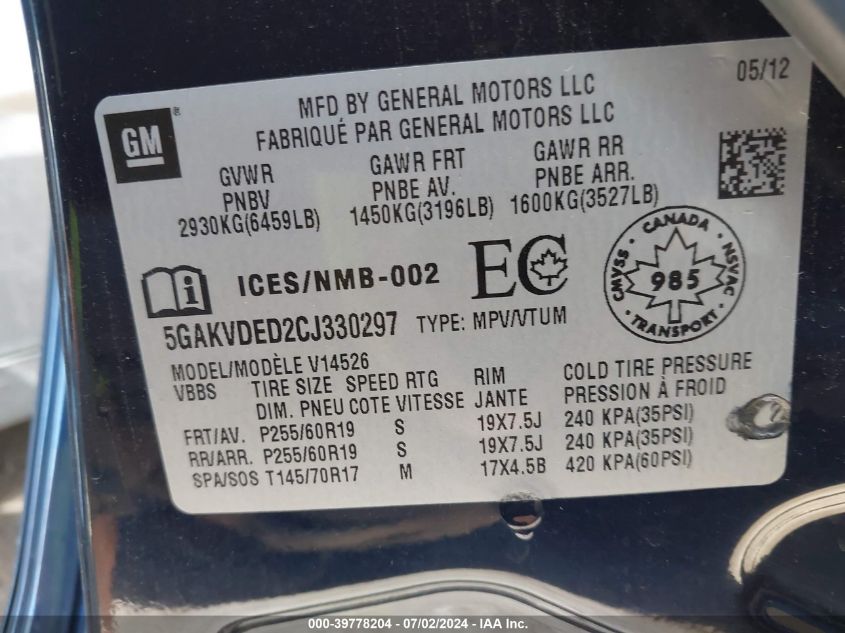 05/12
MFD BY GENERAL MOTORS LLC
FABRIQUÉ PAR GENERAL MOTORS LLC
GM
GVWR GAWR FRT GAWR RR
PNBV PNBE AV. PNBE ARR.
2930KG(6459LB) 1450KG(3196LB) 1600KG(3527LB)
ICES/NMB-002 EC
CANADA
CMVSS 985 NSVAC
TRANSPORT
5GAKVDED2CJ330297 TYPE: MPV/VTUM
MODEL/MODÈLE V14526
VBBS TIRE SIZE SPEED RTG RIM COLD TIRE PRESSURE
DIM. PNEU COTE VITESSE JANTE PRESSION À FROID
FRT/AV. P255/60R19 S 19X7.5J 240 KPA(35PSI)
RR/ARR. P255/60R19 S 19X7.5J 240 KPA(35PSI)
SPA/SOS T145/70R17 M 17X4.5B 420 KPA(60PSI)
000-39778204 - 07/02/2024 - IAA Inc.